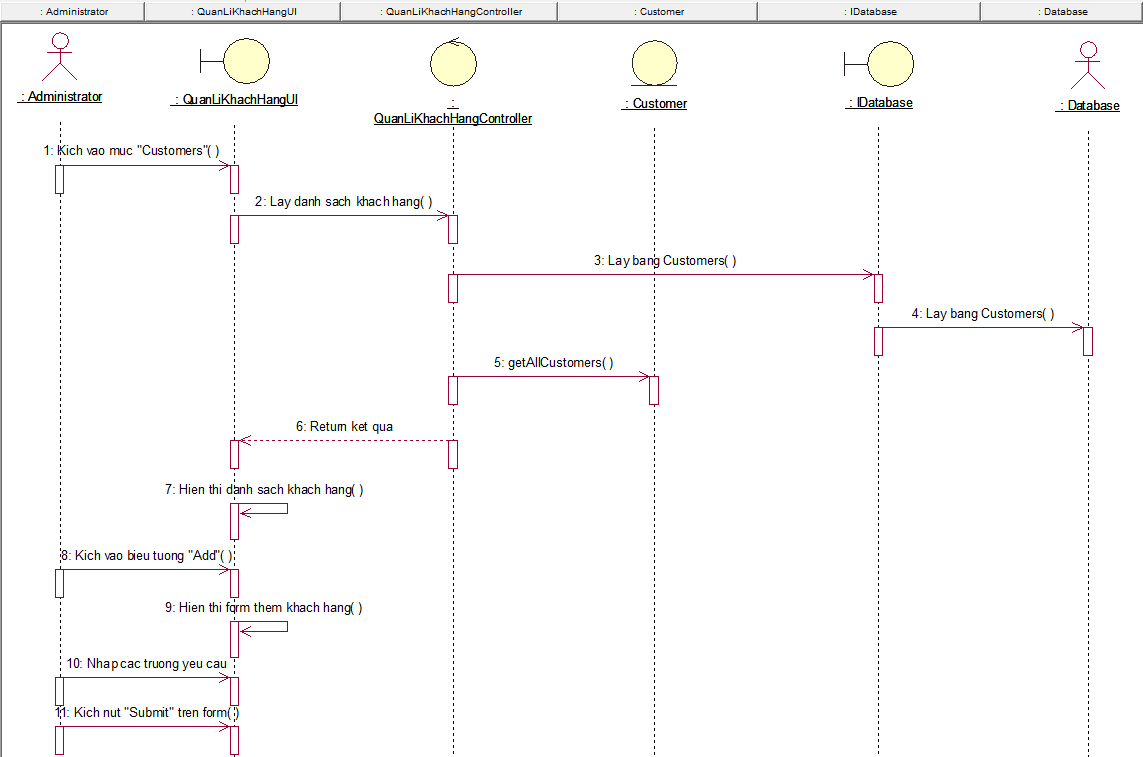 : Administrator
: QuanLiKhachHangUI
: QuanLiKhachHangController
: Customer
: IDatabase
: Database
: Administrator
: QuanLiKhachHangUI
:
QuanLiKhachHangController
: Customer
: IDatabase
: Database
1: Kich vao muc "Customers"( )
2: Lay danh sach khach hang( )
3: Lay bang Customers( )
4: Lay bang Customers( )
5: getAllCustomers( )
6: Return ket qua
7: Hien thi danh sach khach hang( )
8: Kich vao bieu tuong "Add"( )
9: Hien thi form them khach hang( )
10: Nhap cac truong yeu cau
11: Kich nut "Submit" tren form( )